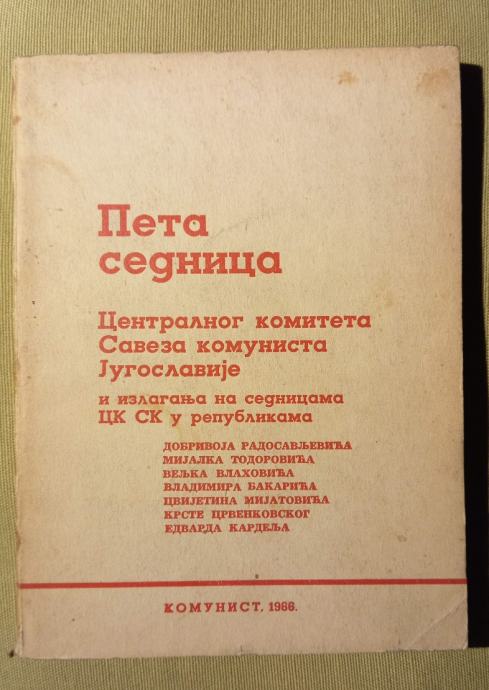 Пета
седница
Централног комитета
Савеза комуниста
Југославије
и излагања на седницама
ЦК СК у републикама
ДОБРИВОЈА РАДОСАВЉЕВИЋА
МИЈАЛКА ТОДОРОВИЋА
ВЕЉКА ВЛАХОВИЋА
ВЛАДИМИРА БАКАРИЋА
ЦВИЈЕТИНА МИЈАТОВИЋА
КРСТЕ ЦРВЕНКОВСКОГ
ЕДВАРДА КАРДЕЉА
КОМУНИСТ, 1966.